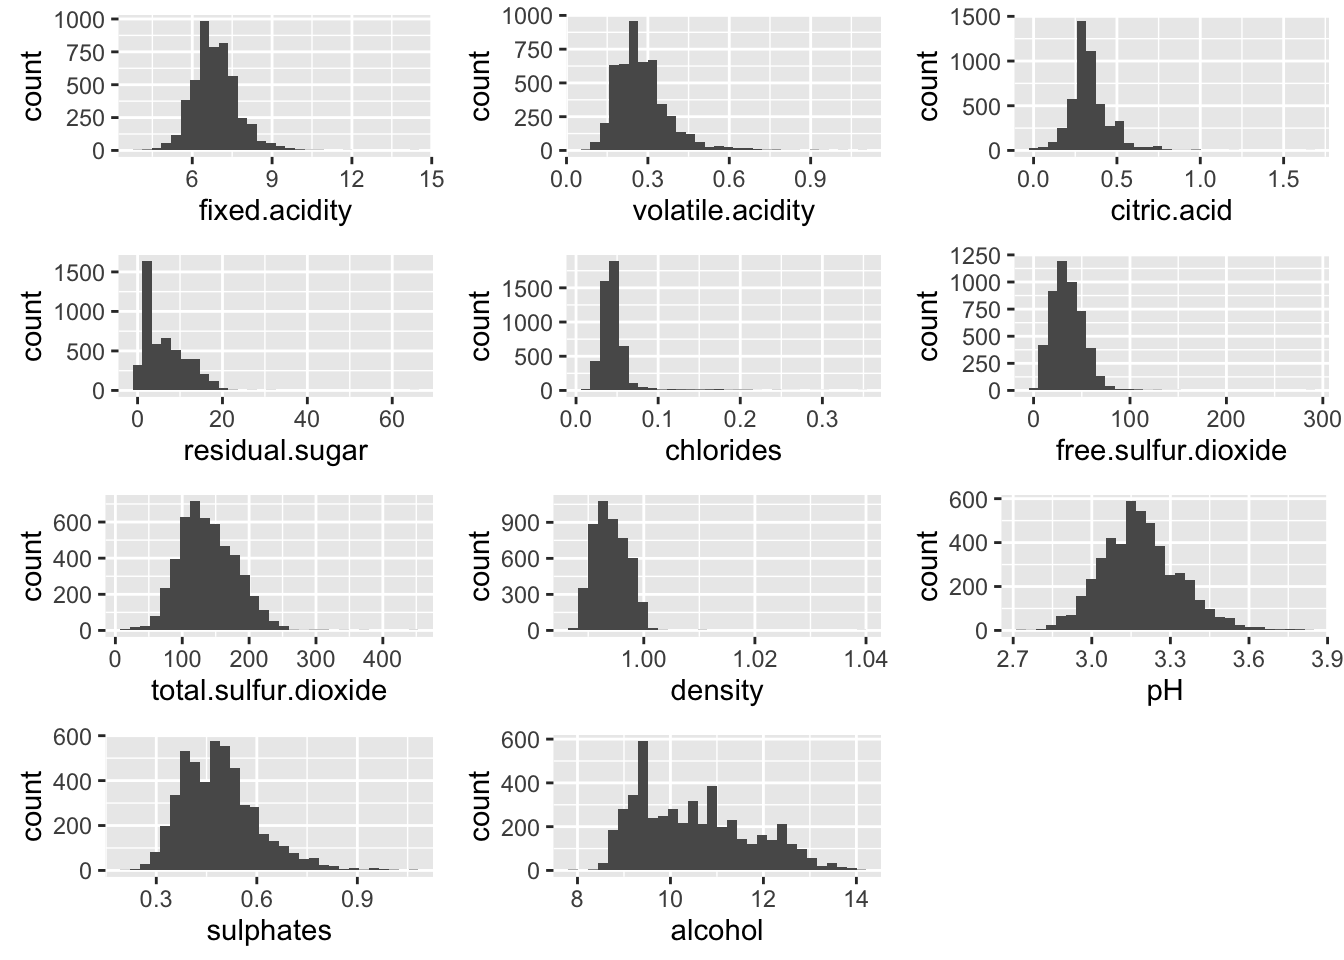 1000
750
500
250
0
count
6 9 12 15
fixed.acidity
1000
750
500
250
0
count
0.0 0.3 0.6 0.9
volatile.acidity
1500
1000
500
0
count
0.0 0.5 1.0 1.5
citric.acid
1500
1000
500
0
count
0 20 40 60
residual.sugar
1500
1000
500
0
count
0.0 0.1 0.2 0.3
chlorides
1250
1000
750
500
250
0
count
0 100 200 300
free.sulfur.dioxide
600
400
200
0
count
0 100 200 300 400
total.sulfur.dioxide
900
600
300
0
count
1.00 1.02 1.04
density
600
400
200
0
count
2.7 3.0 3.3 3.6 3.9
pH
600
400
200
0
count
0.3 0.6 0.9
sulphates
600
400
200
0
count
8 10 12 14
alcohol